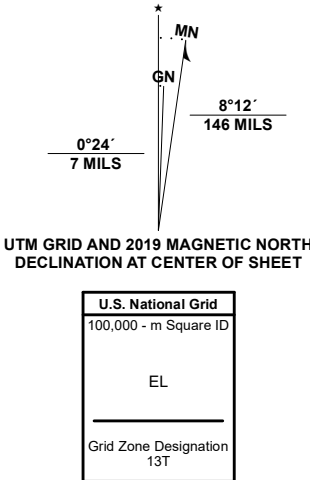 ★
MN
GN
8°12´
146 MILS
0°24´
7 MILS
UTM GRID AND 2019 MAGNETIC NORTH
DECLINATION AT CENTER OF SHEET
U.S. National Grid
100,000 - m Square ID
EL
Grid Zone Designation
13T